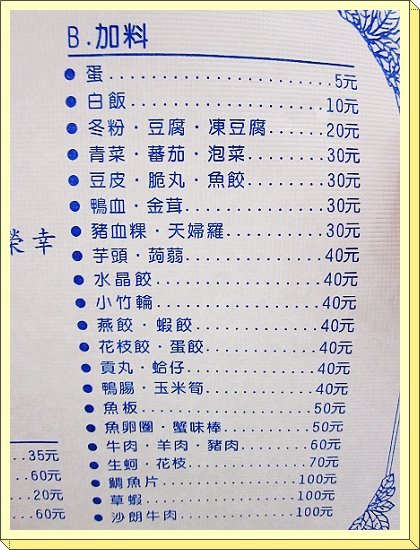 B.加料
●蛋..............................5元
●白飯..........................10元
●冬粉·豆腐·凍豆腐.......20元
●青菜·蕃茄·泡菜.........30元
●豆皮·脆丸·魚餃.........30元
●鴨血·金茸.................30元
●豬血粿·天婦羅...........30元
●芋頭·蒟蒻.................40元
●水晶餃.....................40元
●小竹輪.....................40元
●燕餃·蝦餃.................40元
●花枝餃·蛋餃.............40元
●貢丸·蛤仔.................40元
●鴨腸·玉米筍.............40元
●魚板.........................50元
●魚卵圈·蟹味棒...........50元
●牛肉·羊肉·豬肉.........60元
●生蚵·花枝.................70元
●鯛魚片.....................100元
●草蝦.........................100元
●沙朗牛肉..................100元
榮幸
..35元
..60元
..20元
..60元